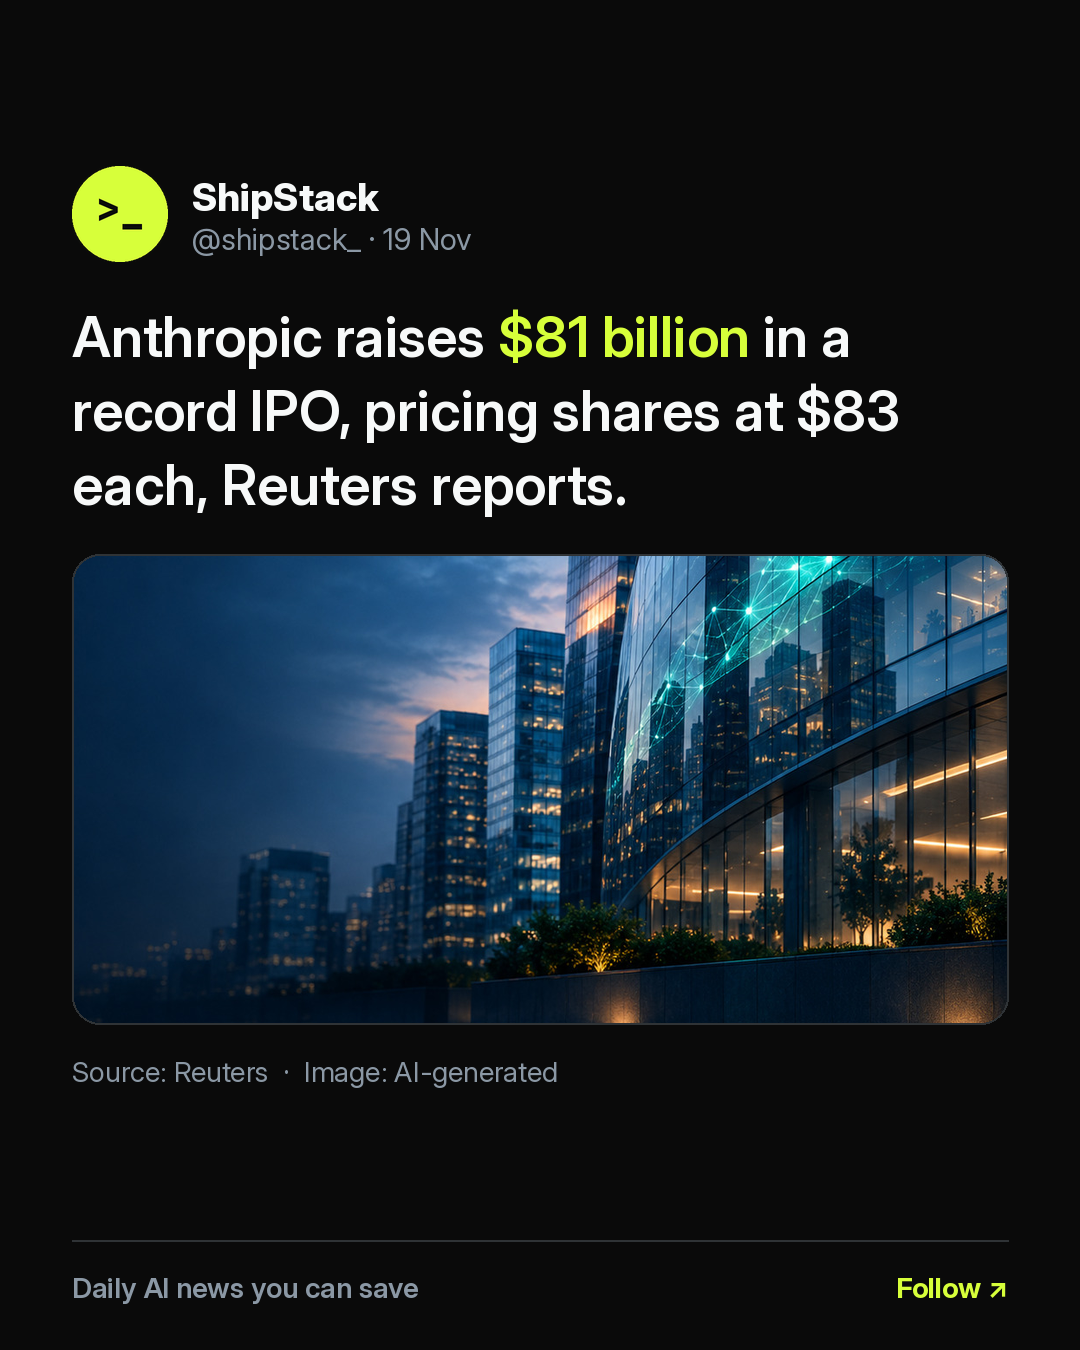 >_
ShipStack
@shipstack_ · 19 Nov
Anthropic raises $81 billion in a
record IPO, pricing shares at $83
each, Reuters reports.
Source: Reuters · Image: AI-generated
Daily AI news you can save
Follow ↗